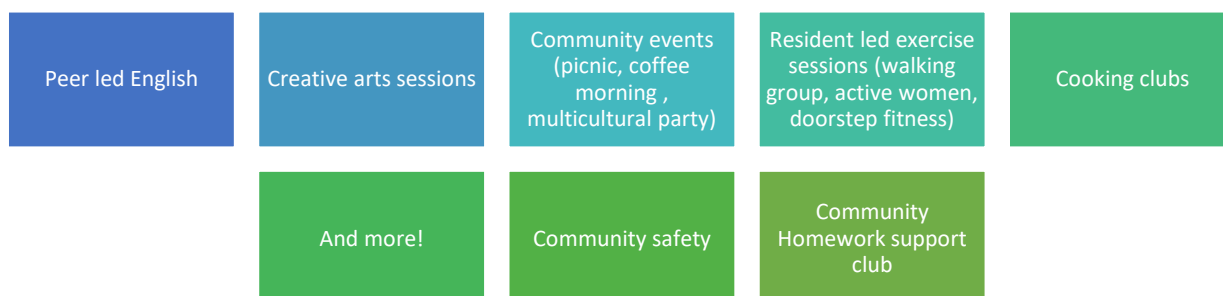 Peer led English
Creative arts sessions
Community events
(picnic, coffee
morning ,
multicultural party)
Resident led exercise
sessions (walking
group, active women,
doorstep fitness)
Cooking clubs
And more!
Community safety
Community
Homework support
club